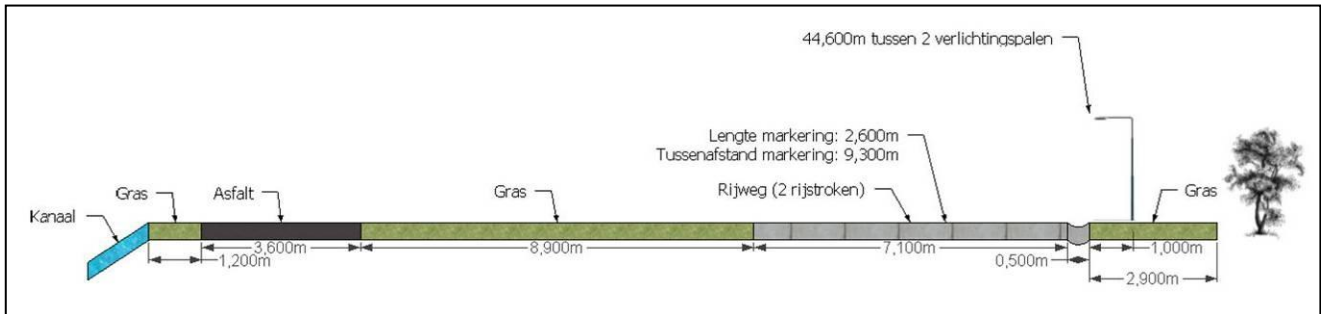 44,600m tussen 2 verlichtingspalen
Lengte markering: 2,600m
Tussenafstand markering: 9,300m
Gras
Asfalt
Gras
Rijweg (2 rijstroken)
Gras
Kanaal
3,600m
8,900m
7,100m
1,000m
1,200m
0,500m
2,900m